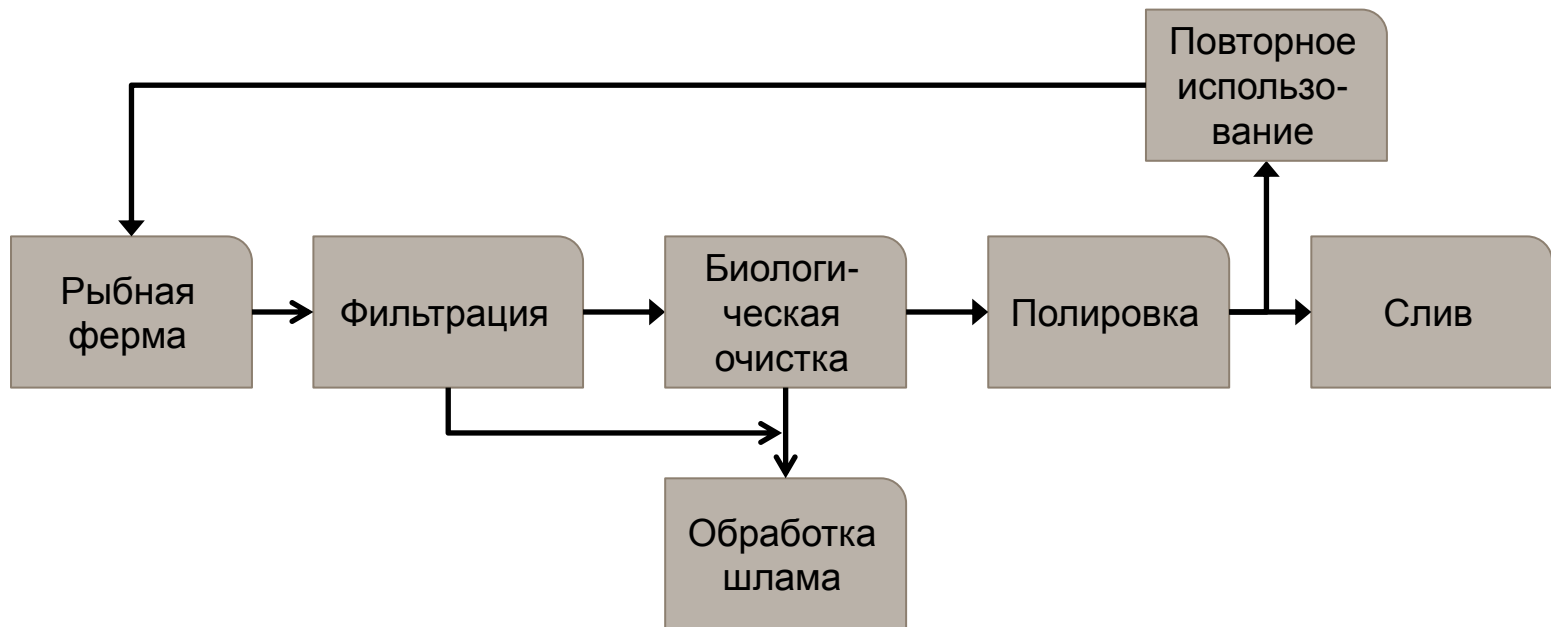 Повторное
использо-
вание
Рыбная
ферма
Фильтрация
Биологи-
ческая
очистка
Полировка
Слив
Обработка
шлама